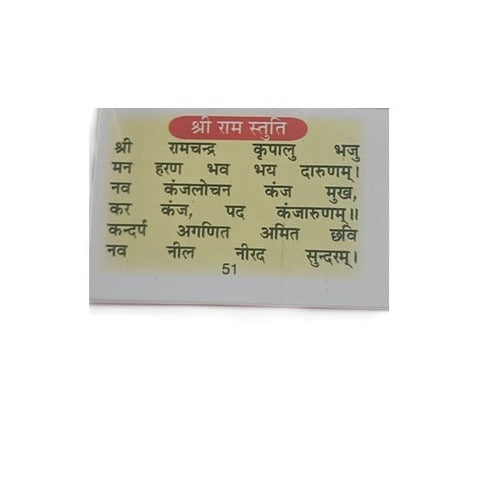 श्री राम स्तुति
श्री रामचन्द्र कृपालु भजु
मन हरण भव भय दारुणम्।
नव कंजलोचन कंज मुख,
कर कंज, पद कंजारुणम्॥
कन्दर्प अगणित अमित छवि
नव नील नीरद सुन्दरम्।
51